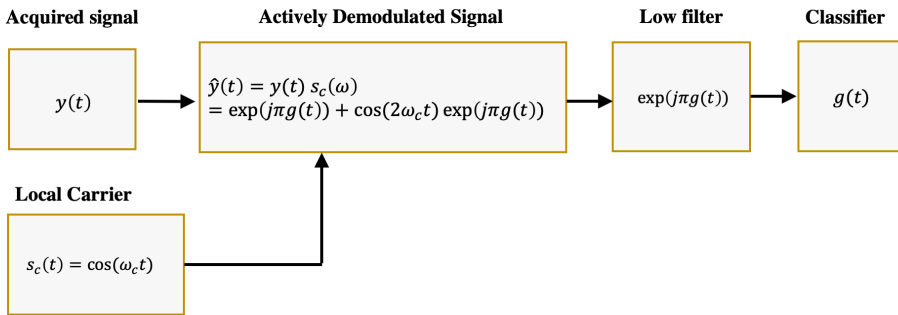 Acquired signal
y(t)
Actively Demodulated Signal
ŷ(t) = y(t) s_c(ω)
= exp(jπg(t)) + cos(2ω_c t) exp(jπg(t))
Low filter
exp(jπg(t))
Classifier
g(t)
Local Carrier
s_c(t) = cos(ω_c t)